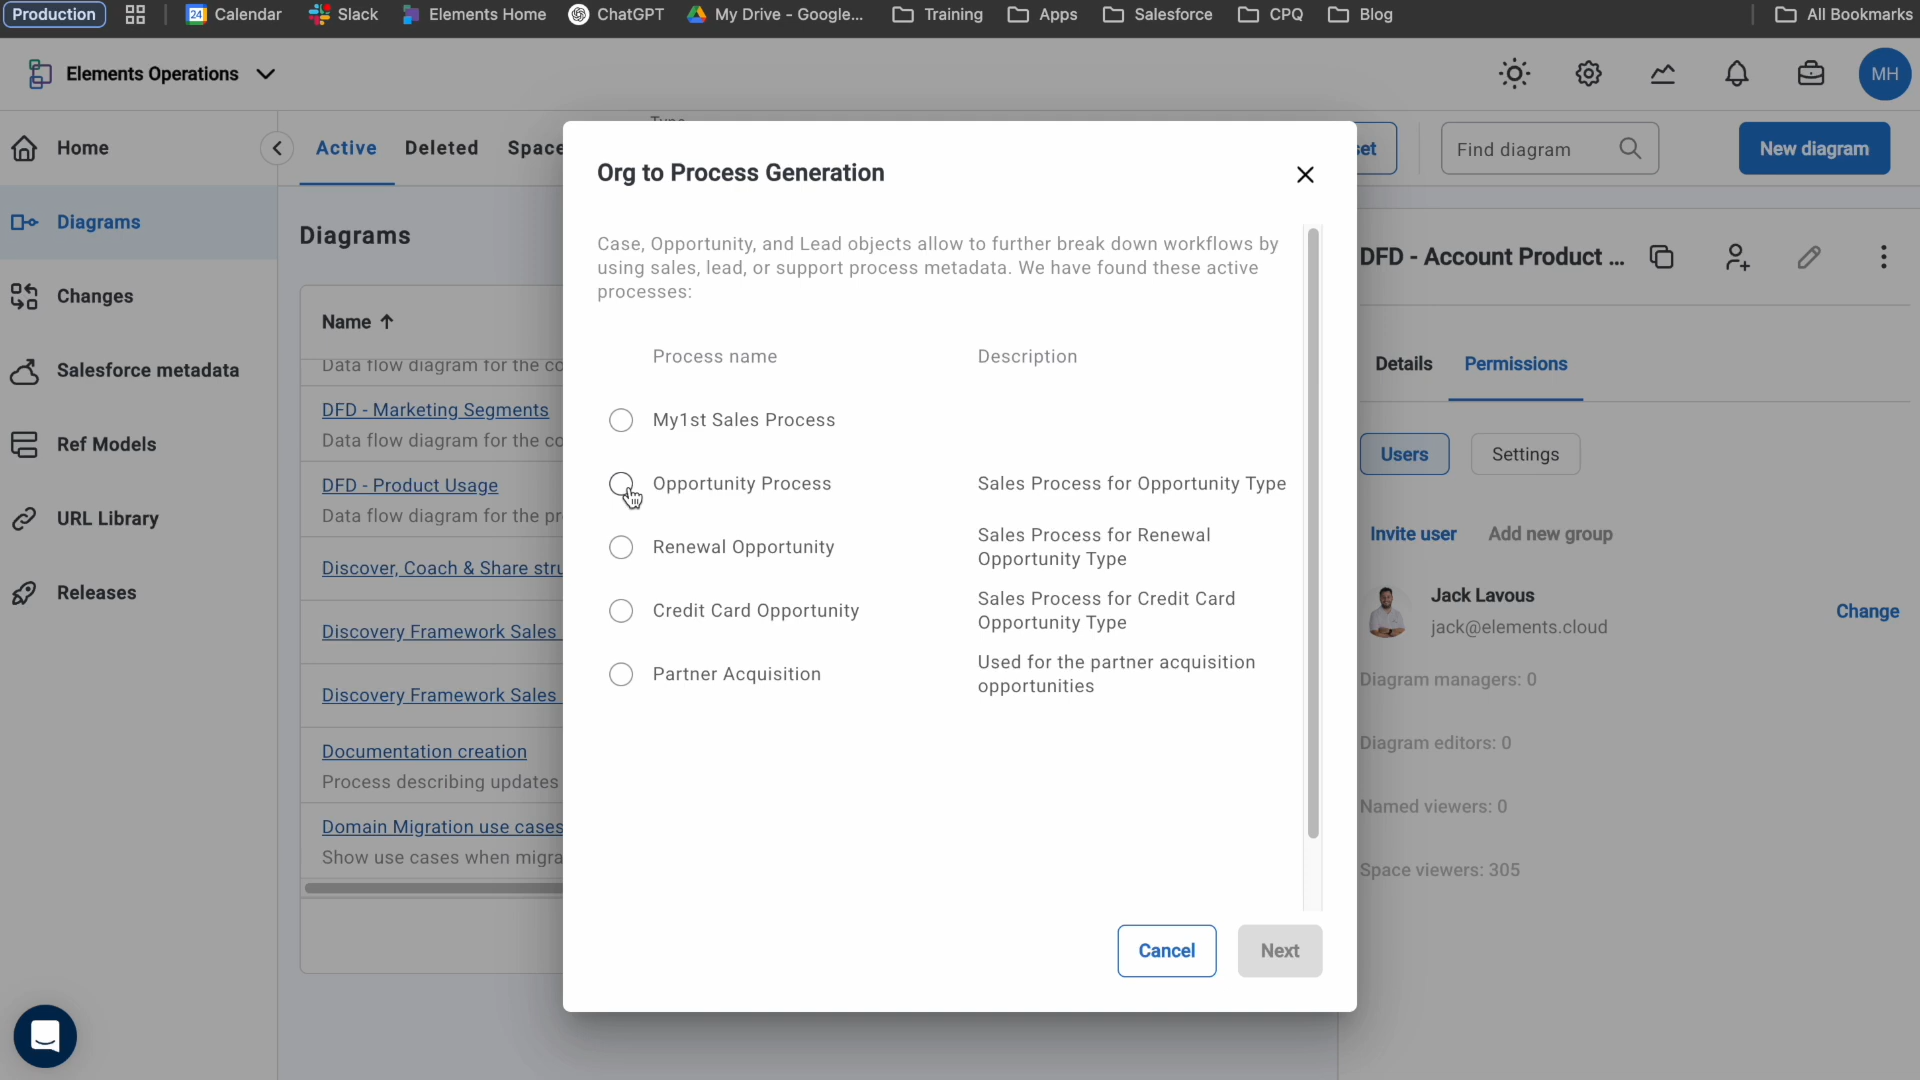 Production
24
Calendar
Slack
Elements Home
ChatGPT
My Drive - Google...
Training
Apps
Salesforce
CPQ
Blog
All Bookmarks
Elements Operations
MH
Home
Diagrams
Changes
Salesforce metadata
Ref Models
URL Library
Releases
Active
Deleted
Space
Find diagram
New diagram
Diagrams
Name ↑
Data flow diagram for the co
DFD - Marketing Segments
Data flow diagram for the co
DFD - Product Usage
Data flow diagram for the pr
Discover, Coach & Share stru
Discovery Framework Sales
Discovery Framework Sales
Documentation creation
Process describing updates
Domain Migration use cases
Show use cases when migra
Org to Process Generation
Case, Opportunity, and Lead objects allow to further break down workflows by
using sales, lead, or support process metadata. We have found these active
processes:
Process name
Description
My1st Sales Process
Opportunity Process
Sales Process for Opportunity Type
Renewal Opportunity
Sales Process for Renewal
Opportunity Type
Credit Card Opportunity
Sales Process for Credit Card
Opportunity Type
Partner Acquisition
Used for the partner acquisition
opportunities
Cancel
Next
DFD - Account Product ...
Details
Permissions
Users
Settings
Invite user
Add new group
Jack Lavous
jack@elements.cloud
Change
Diagram managers: 0
Diagram editors: 0
Named viewers: 0
Space viewers: 305